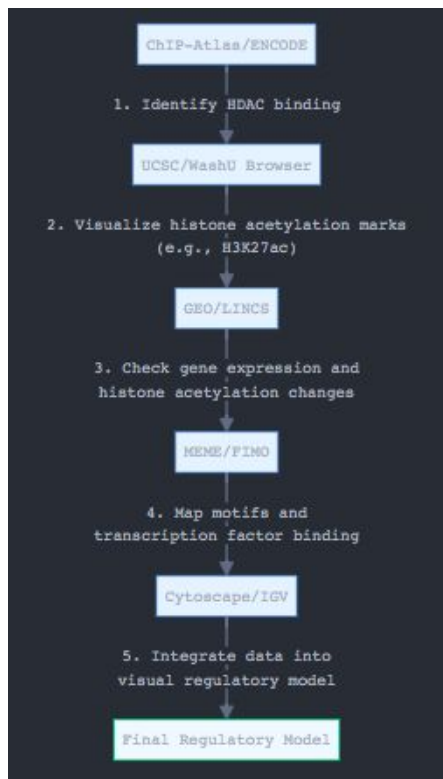 ChIP-Atlas/ENCODE
1. Identify HDAC binding
UCSC/WashU Browser
2. Visualize histone acetylation marks
(e.g., H3K27ac)
GEO/LINCS
3. Check gene expression and
histone acetylation changes
MEME/FIMO
4. Map motifs and
transcription factor binding
Cytoscape/IGV
5. Integrate data into
visual regulatory model
Final Regulatory Model